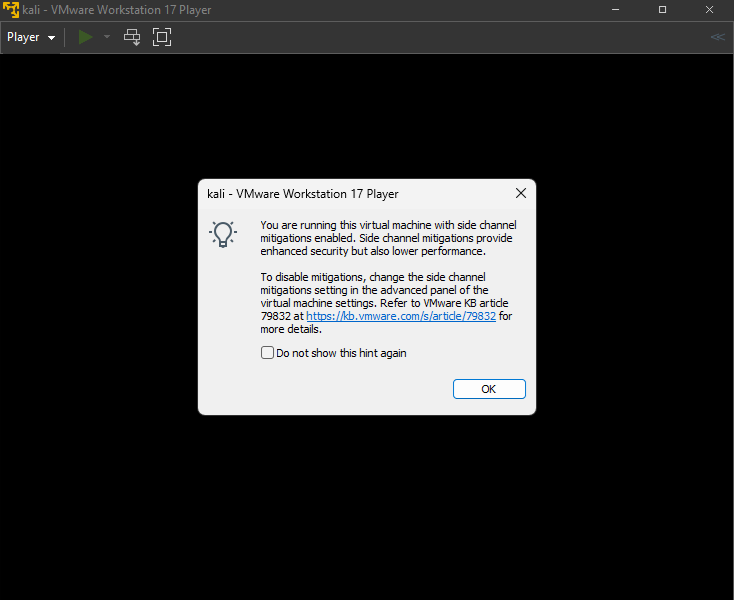 kali - VMware Workstation 17 Player
Player
kali - VMware Workstation 17 Player
You are running this virtual machine with side channel
mitigations enabled. Side channel mitigations provide
enhanced security but also lower performance.
To disable mitigations, change the side channel
mitigations setting in the advanced panel of the
virtual machine settings. Refer to VMware KB article
79832 at https://kb.vmware.com/s/article/79832 for
more details.
Do not show this hint again
OK